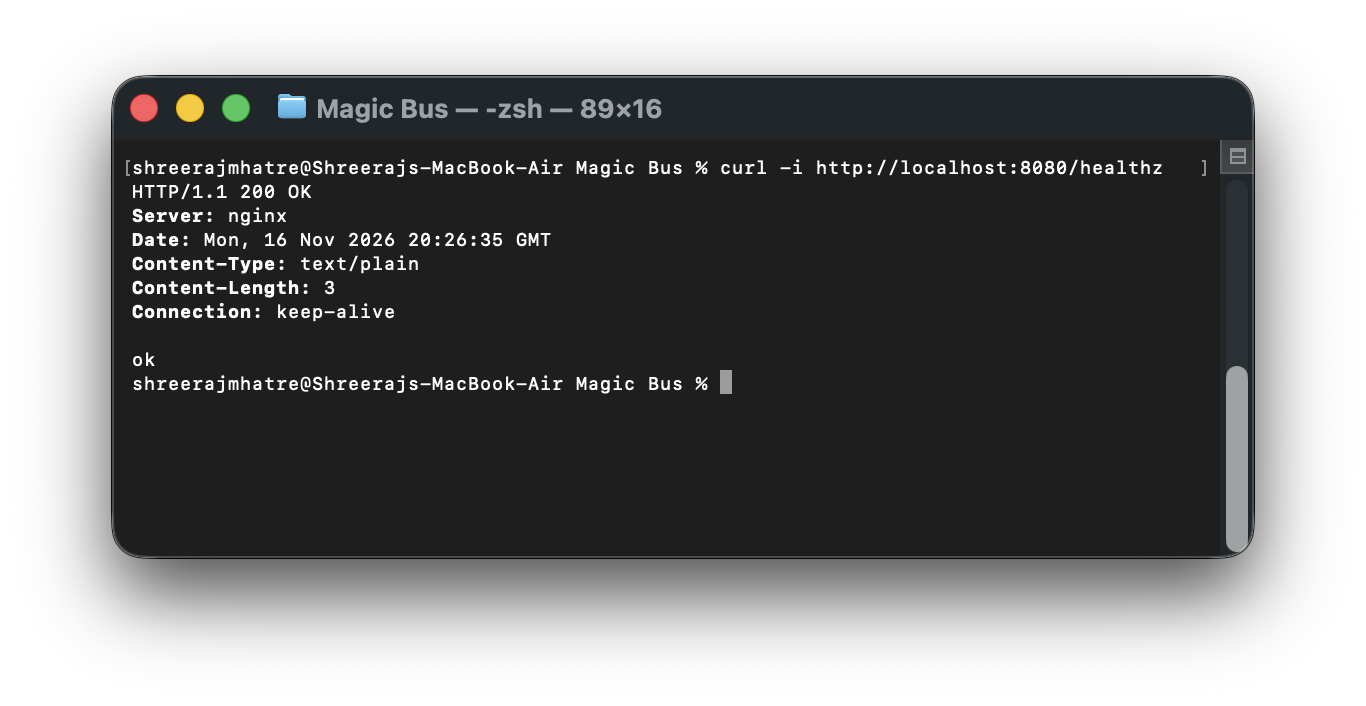 Magic Bus — -zsh — 89×16
[shreerajmhatre@Shreerajs-MacBook-Air Magic Bus % curl -i http://localhost:8080/healthz ]
HTTP/1.1 200 OK
Server: nginx
Date: Mon, 16 Nov 2026 20:26:35 GMT
Content-Type: text/plain
Content-Length: 3
Connection: keep-alive

ok
shreerajmhatre@Shreerajs-MacBook-Air Magic Bus %